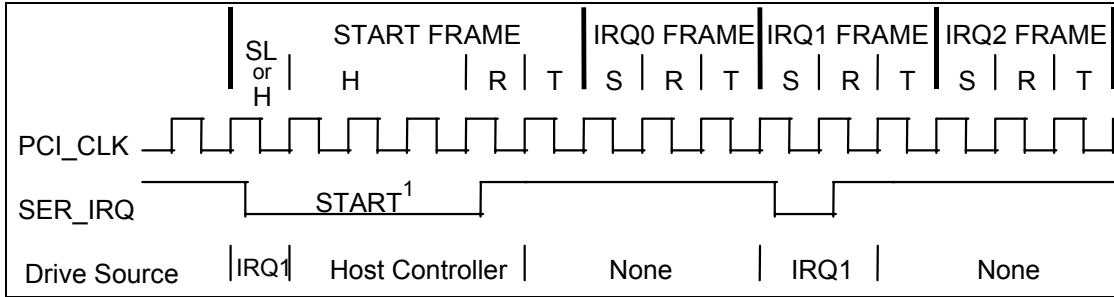 START FRAME IRQ0 FRAME IRQ1 FRAME IRQ2 FRAME
SL or H H R T S R T S R T S R T
PCI_CLK
SER_IRQ START1
Drive Source IRQ1 Host Controller None IRQ1 None